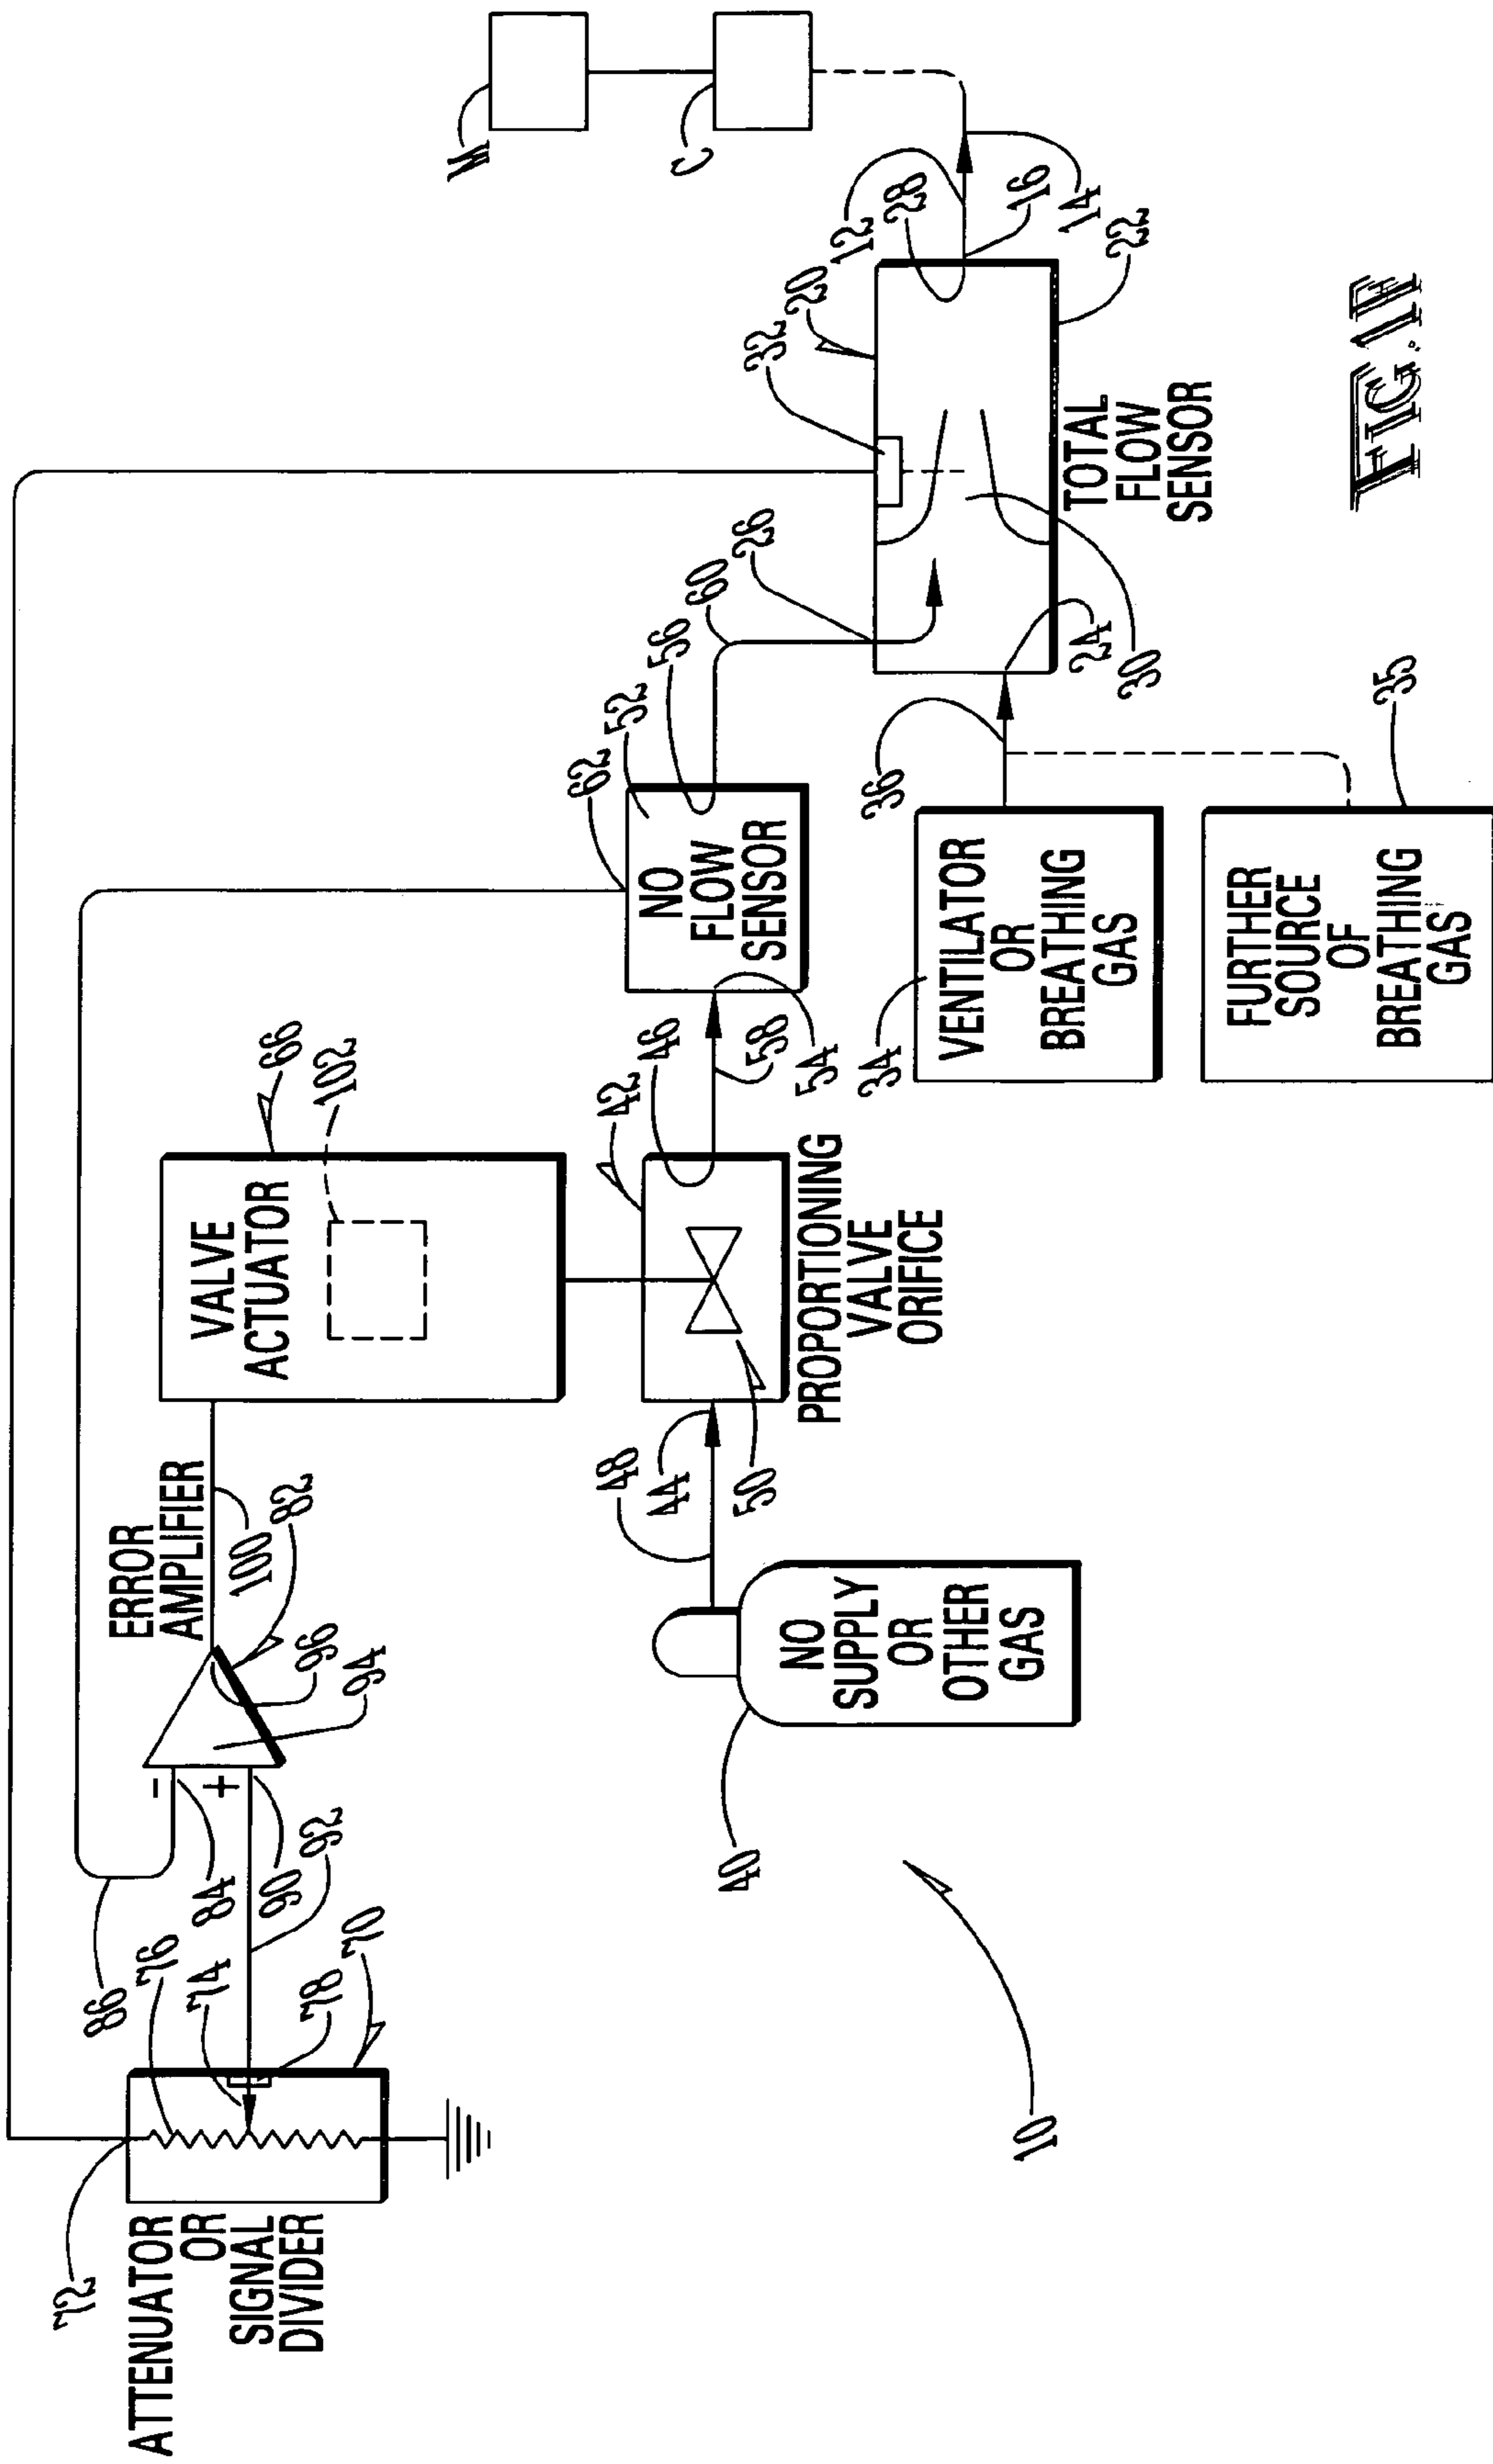 72
ATTENUATOR
OR
SIGNAL
DIVIDER
76
74
78
70
86
84
90
92
-
+
ERROR
AMPLIFIER
100
82
96
94
VALVE
ACTUATOR
66
102
40
NO
SUPPLY
OR
OTHER
GAS
48
44
50
42
46
PROPORTIONING
VALVE
ORIFICE
58
54
62
52
NO
FLOW
SENSOR
56
60
26
34
VENTILATOR
OR
BREATHING
GAS
36
FURTHER
SOURCE
OF
BREATHING
GAS
35
24
30
32
20
TOTAL
FLOW
SENSOR
12
28
16
14
22
M
C
10
FIG.